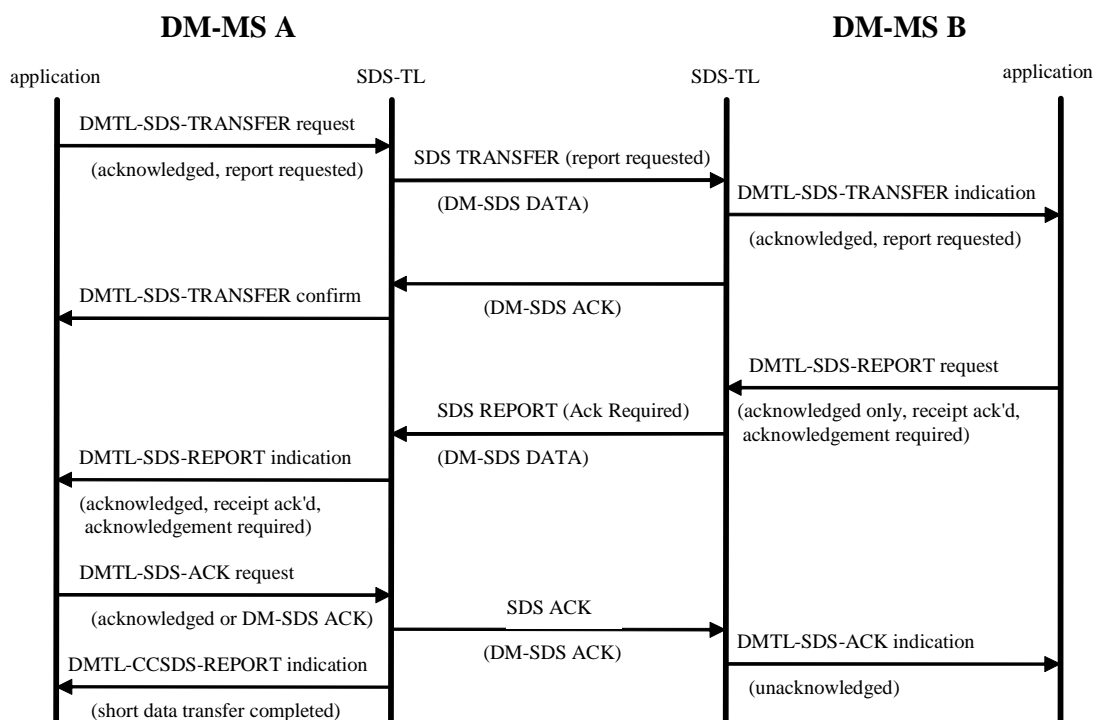 DM-MS A
DM-MS B
application
SDS-TL
SDS-TL
application
DMTL-SDS-TRANSFER request
(acknowledged, report requested)
SDS TRANSFER (report requested)
(DM-SDS DATA)
DMTL-SDS-TRANSFER indication
(acknowledged, report requested)
(DM-SDS ACK)
DMTL-SDS-TRANSFER confirm
DMTL-SDS-REPORT request
(acknowledged only, receipt ack'd,
acknowledgement required)
SDS REPORT (Ack Required)
(DM-SDS DATA)
DMTL-SDS-REPORT indication
(acknowledged, receipt ack'd,
acknowledgement required)
DMTL-SDS-ACK request
(acknowledged or DM-SDS ACK)
SDS ACK
(DM-SDS ACK)
DMTL-SDS-ACK indication
(unacknowledged)
DMTL-CCSDS-REPORT indication
(short data transfer completed)